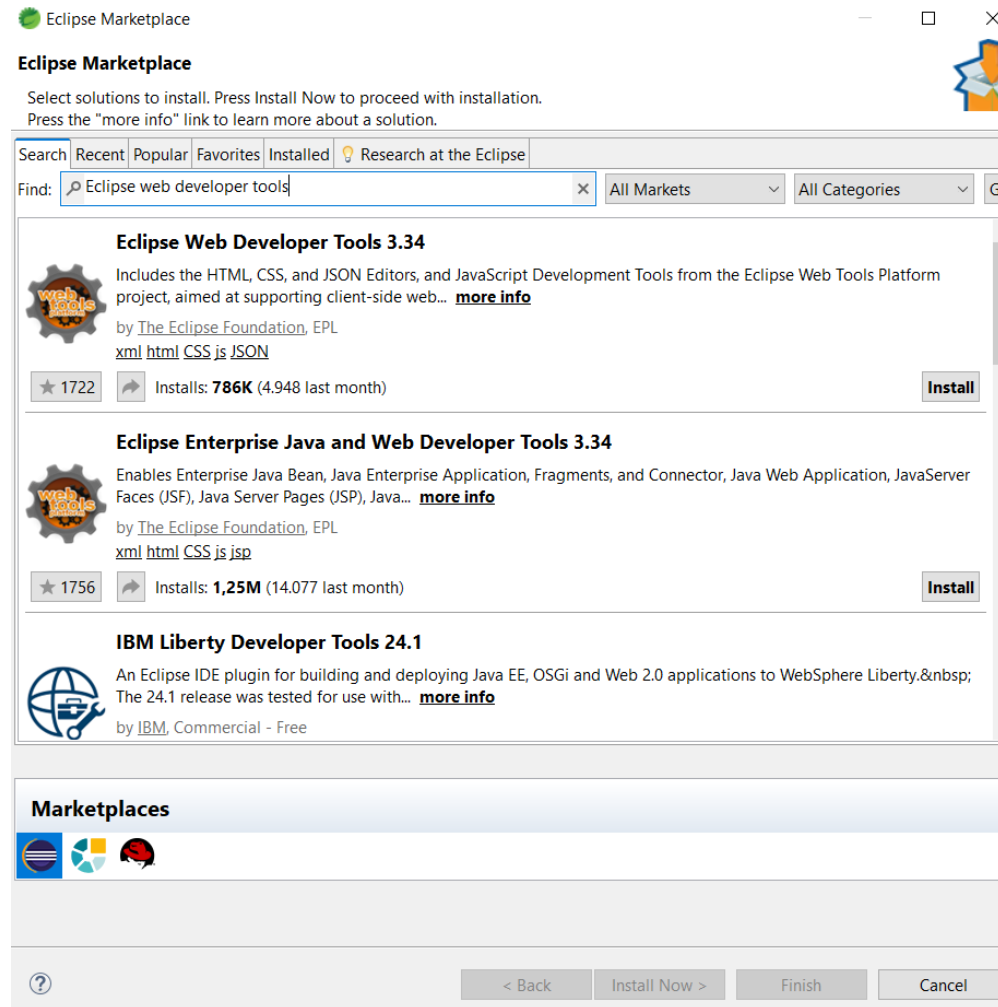 Eclipse Marketplace
Eclipse Marketplace
Select solutions to install. Press Install Now to proceed with installation.
Press the "more info" link to learn more about a solution.
Search Recent Popular Favorites Installed Research at the Eclipse
Find: Eclipse web developer tools All Markets All Categories G
Eclipse Web Developer Tools 3.34
Includes the HTML, CSS, and JSON Editors, and JavaScript Development Tools from the Eclipse Web Tools Platform
project, aimed at supporting client-side web... more info
by The Eclipse Foundation, EPL
xml html CSS js JSON
1722 Installs: 786K (4.948 last month) Install
web
tools
platform
Eclipse Enterprise Java and Web Developer Tools 3.34
Enables Enterprise Java Bean, Java Enterprise Application, Fragments, and Connector, Java Web Application, JavaServer
Faces (JSF), Java Server Pages (JSP), Java... more info
by The Eclipse Foundation, EPL
xml html CSS js jsp
1756 Installs: 1,25M (14.077 last month) Install
web
tools
platform
IBM Liberty Developer Tools 24.1
An Eclipse IDE plugin for building and deploying Java EE, OSGi and Web 2.0 applications to WebSphere Liberty.&nbsp;
The 24.1 release was tested for use with... more info
by IBM, Commercial - Free
Marketplaces
? < Back Install Now > Finish Cancel